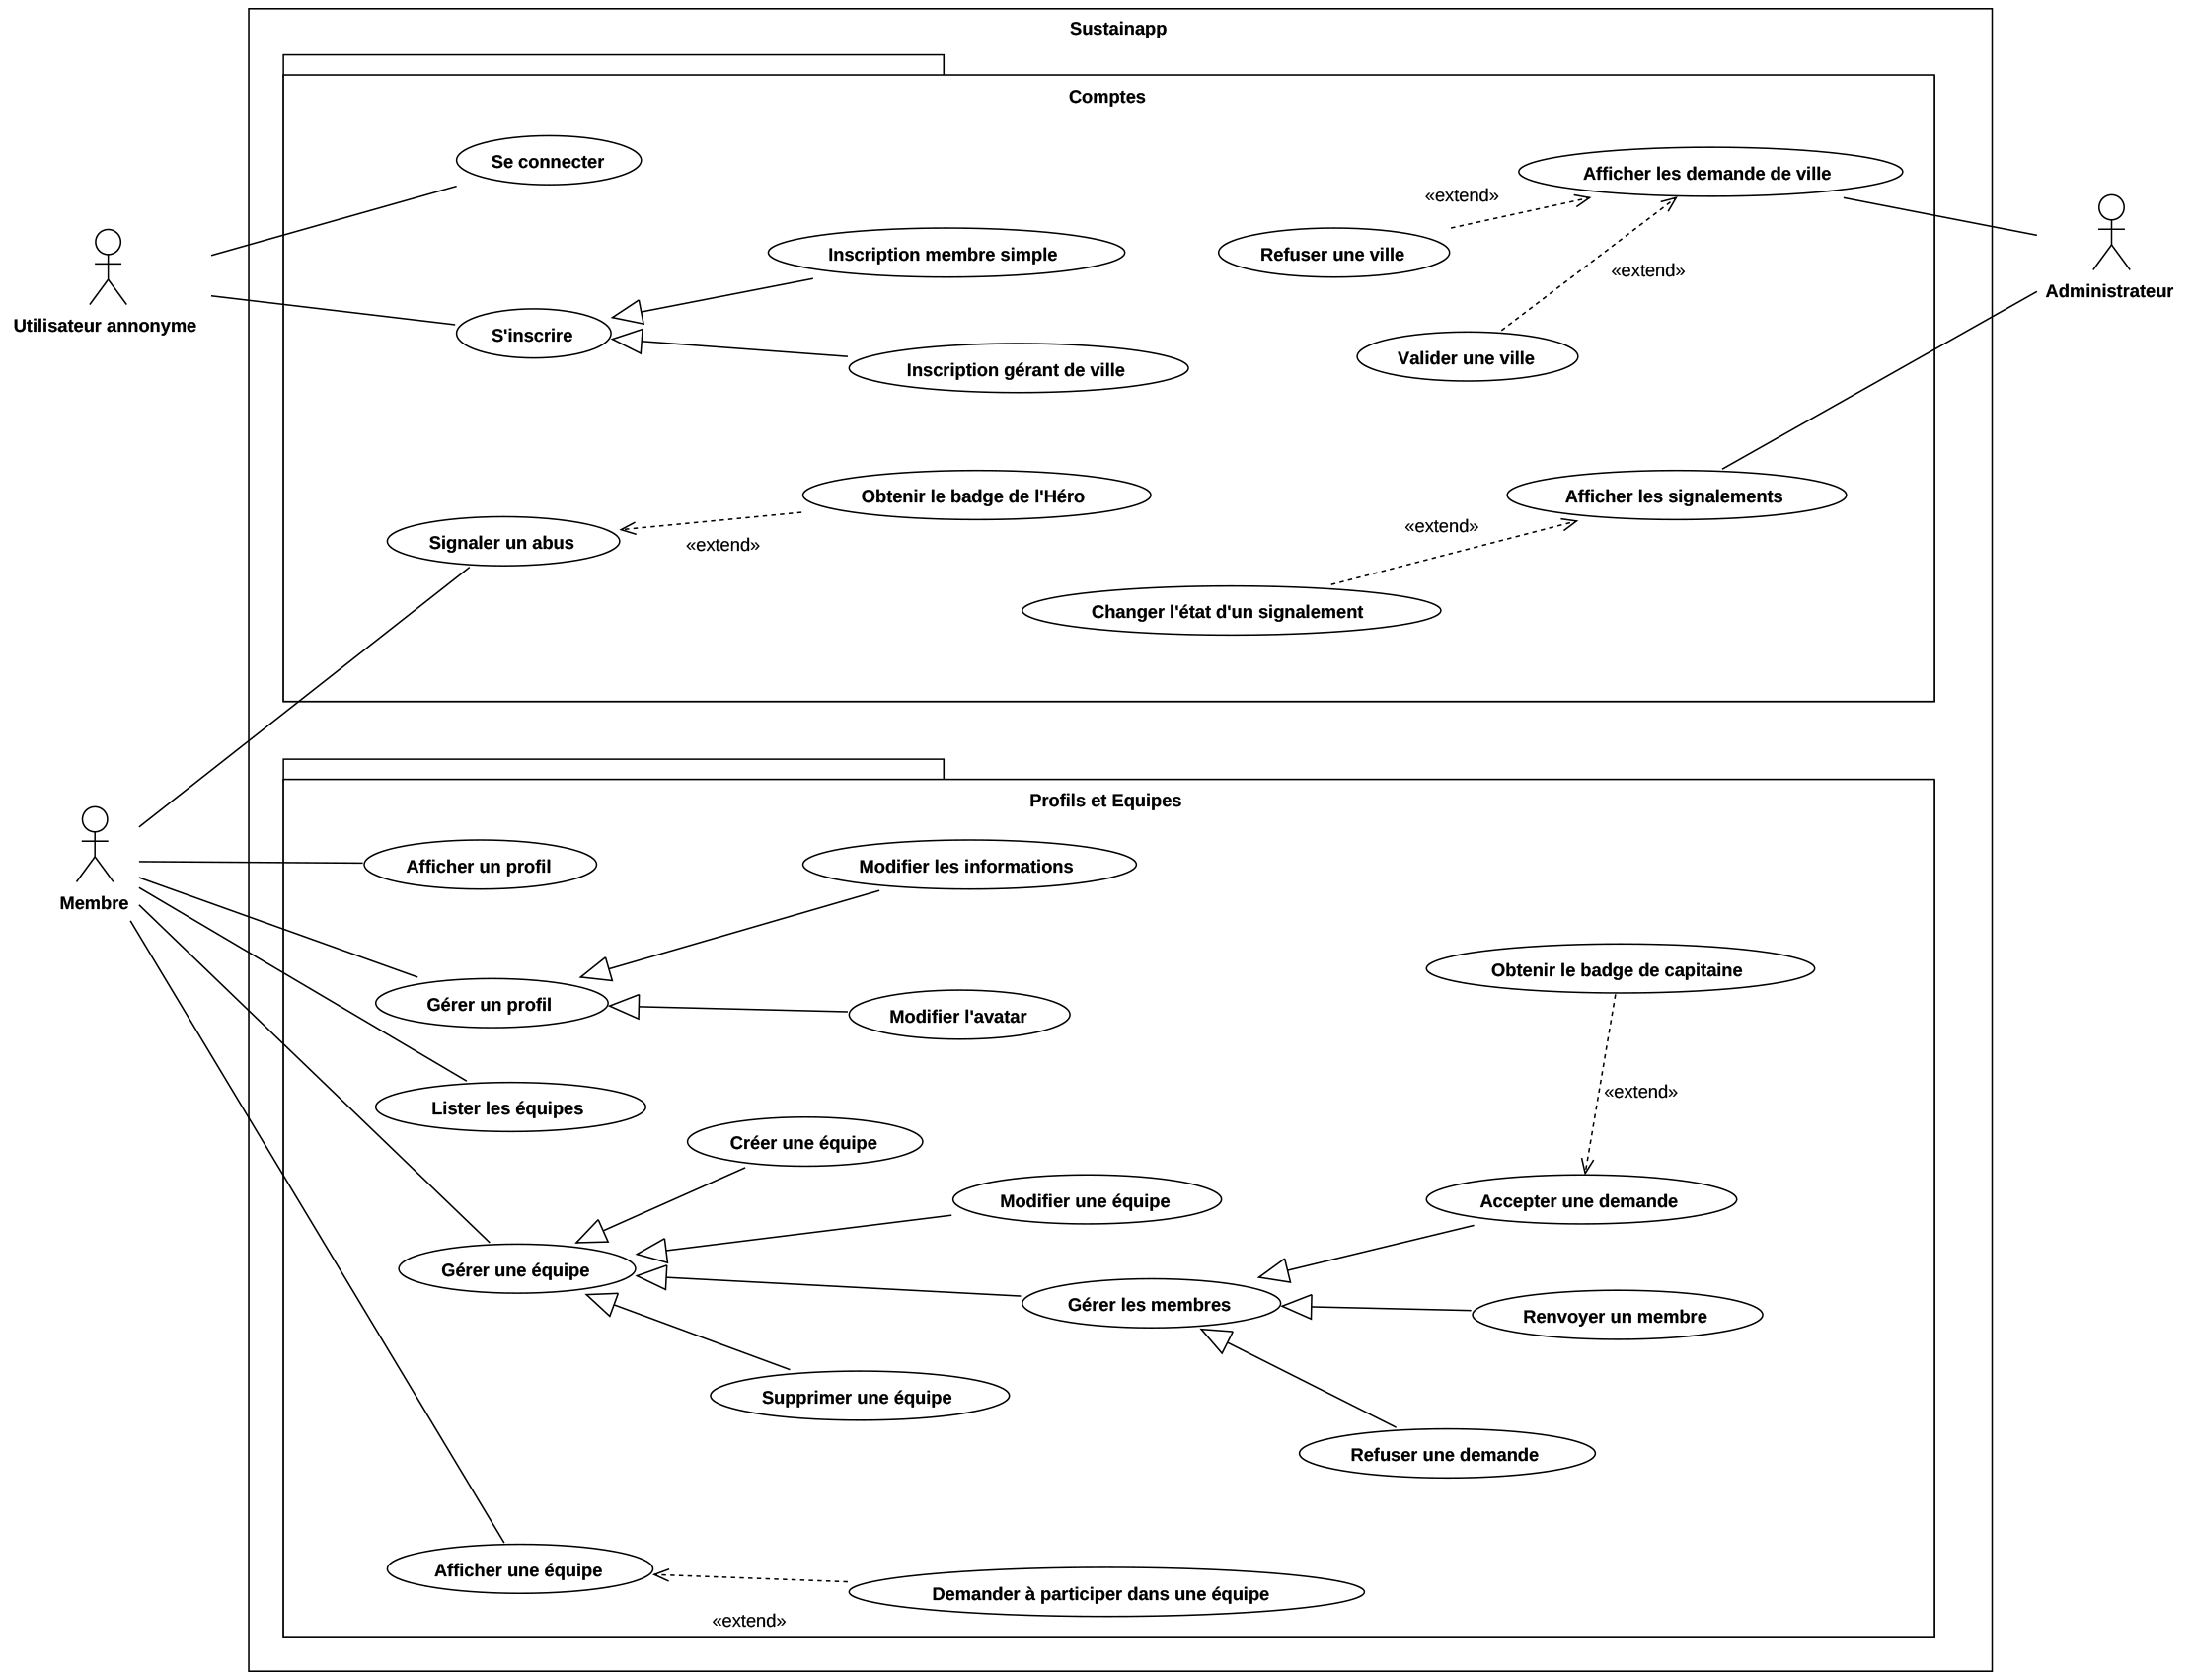 Sustainapp
Comptes
Se connecter
Afficher les demande de ville
«extend»
Inscription membre simple
Refuser une ville
«extend»
Administrateur
Utilisateur annonyme
S'inscrire
Inscription gérant de ville
Valider une ville
Obtenir le badge de l'Héro
Afficher les signalements
«extend»
Signaler un abus
«extend»
Changer l'état d'un signalement
Profils et Equipes
Afficher un profil
Modifier les informations
Membre
Obtenir le badge de capitaine
Gérer un profil
Modifier l'avatar
«extend»
Lister les équipes
Créer une équipe
Modifier une équipe
Accepter une demande
Gérer une équipe
Gérer les membres
Renvoyer un membre
Supprimer une équipe
Refuser une demande
Afficher une équipe
Demander à participer dans une équipe
«extend»